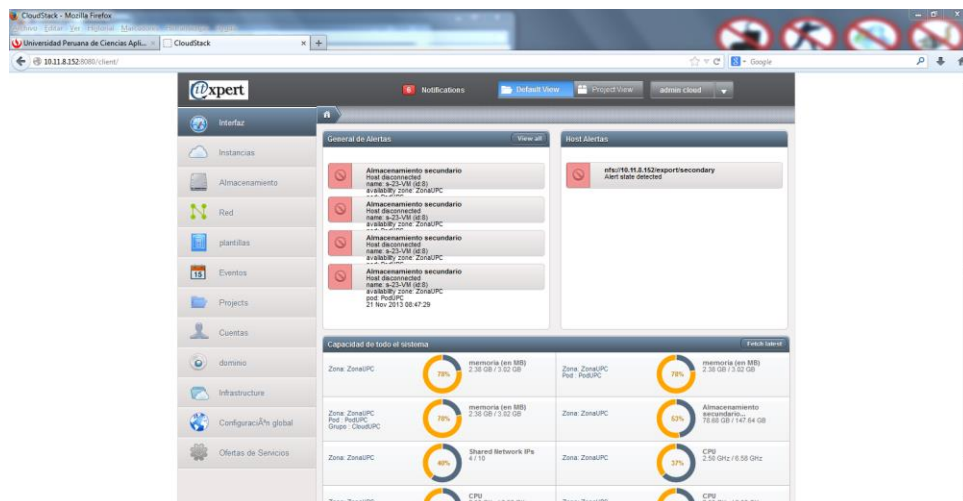 CloudStack - Mozilla Firefox
Universidad Peruana de Ciencias Apli...
CloudStack
10.11.8.152:8080/client/
Google
iXpert
6 Notifications
Default View
Project View
admin cloud
Interfaz
Instancias
Almacenamiento
Red
plantillas
Eventos
Projects
Cuentas
dominio
Infrastructure
ConfiguraciÃ³n global
Ofertas de Servicios
General de Alertas
View all
Almacenamiento secundario
Host disconnected
name: s-23-VM (id:8)
availability zone: ZonaUPC
Almacenamiento secundario
Host disconnected
name: s-23-VM (id:8)
availability zone: ZonaUPC
Almacenamiento secundario
Host disconnected
name: s-23-VM (id:8)
availability zone: ZonaUPC
Almacenamiento secundario
Host disconnected
name: s-23-VM (id:8)
availability zone: ZonaUPC
pod: PodUPC
21 Nov 2013 08:47:29
Host Alertas
nfs://10.11.8.152/export/secondary
Alert state detected
Capacidad de todo el sistema
Fetch latest
Zona: ZonaUPC
78%
memoria (en MB)
2.38 GB / 3.02 GB
Zona: ZonaUPC
Pod : PodUPC
78%
memoria (en MB)
2.38 GB / 3.02 GB
Zona: ZonaUPC
Pod : PodUPC
Grupo : CloudUPC
78%
memoria (en MB)
2.38 GB / 3.02 GB
Zona: ZonaUPC
53%
Almacenamiento
secundario...
78.68 GB / 147.64 GB
Zona: ZonaUPC
40%
Shared Network IPs
4 / 10
Zona: ZonaUPC
37%
CPU
2.50 GHz / 6.58 GHz
CPU
CPU